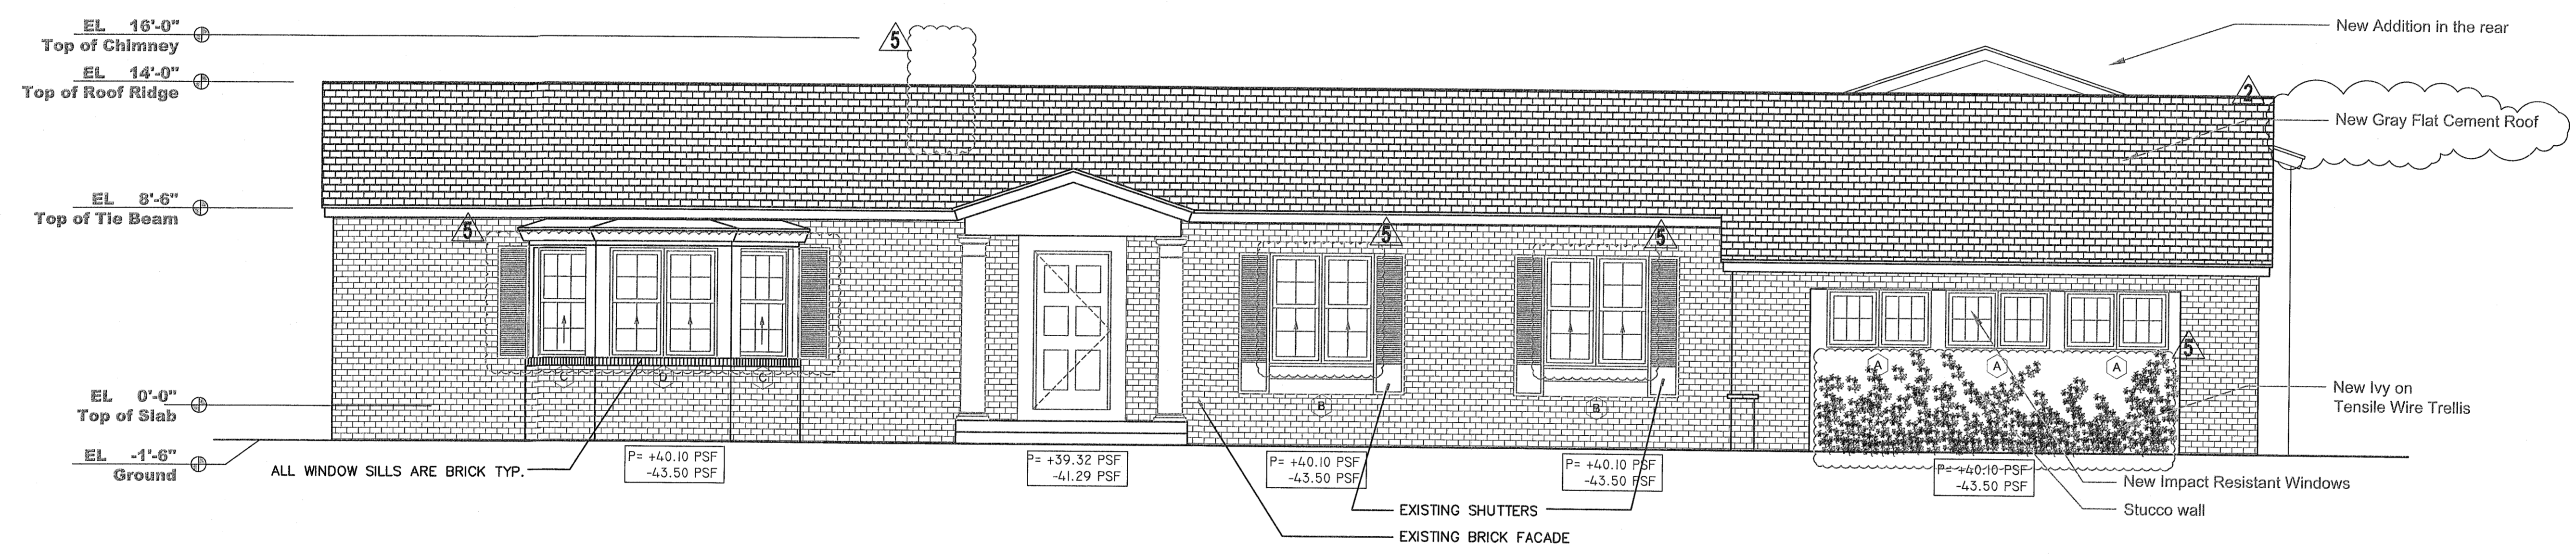 EL 16'-0"
Top of Chimney
EL 14'-0"
Top of Roof Ridge
EL 8'-6"
Top of Tie Beam
EL 0'-0"
Top of Slab
EL -1'-6"
Ground
5
New Addition in the rear
2
New Gray Flat Cement Roof
5
5
5
5
C
D
C
B
B
A
A
A
New Ivy on
Tensile Wire Trellis
ALL WINDOW SILLS ARE BRICK TYP.
P= +40.10 PSF
-43.50 PSF
P= +39.32 PSF
-41.29 PSF
P= +40.10 PSF
-43.50 PSF
P= +40.10 PSF
-43.50 PSF
P= +40.10 PSF
-43.50 PSF
New Impact Resistant Windows
Stucco wall
EXISTING SHUTTERS
EXISTING BRICK FACADE